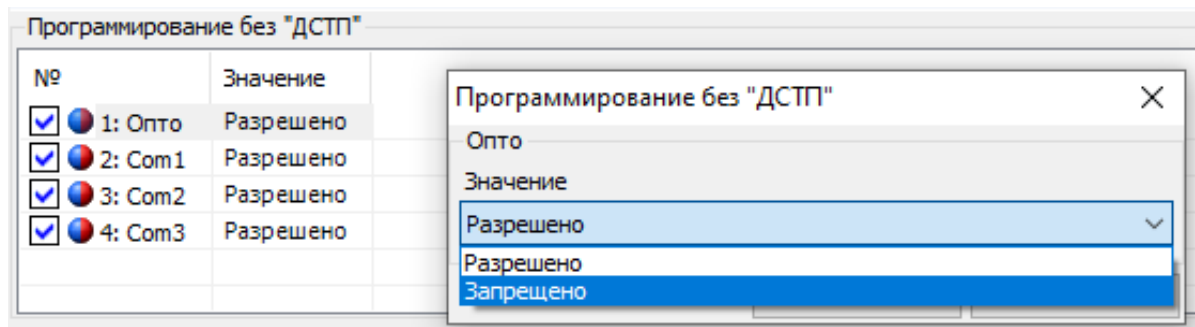 Программирование без "ДСТП"
№ Значение
1: Опто Разрешено
2: Com1 Разрешено
3: Com2 Разрешено
4: Com3 Разрешено
Программирование без "ДСТП"
Опто
Значение
Разрешено
Разрешено
Запрещено